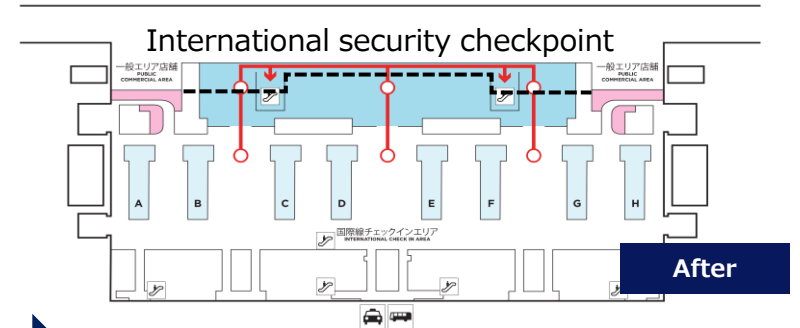 International security checkpoint
一般エリア店舗
PUBLIC
COMMERCIAL AREA
一般エリア店舗
PUBLIC
COMMERCIAL AREA
A
B
C
D
E
F
G
H
国際線チェックインエリア
INTERNATIONAL CHECK IN AREA
After